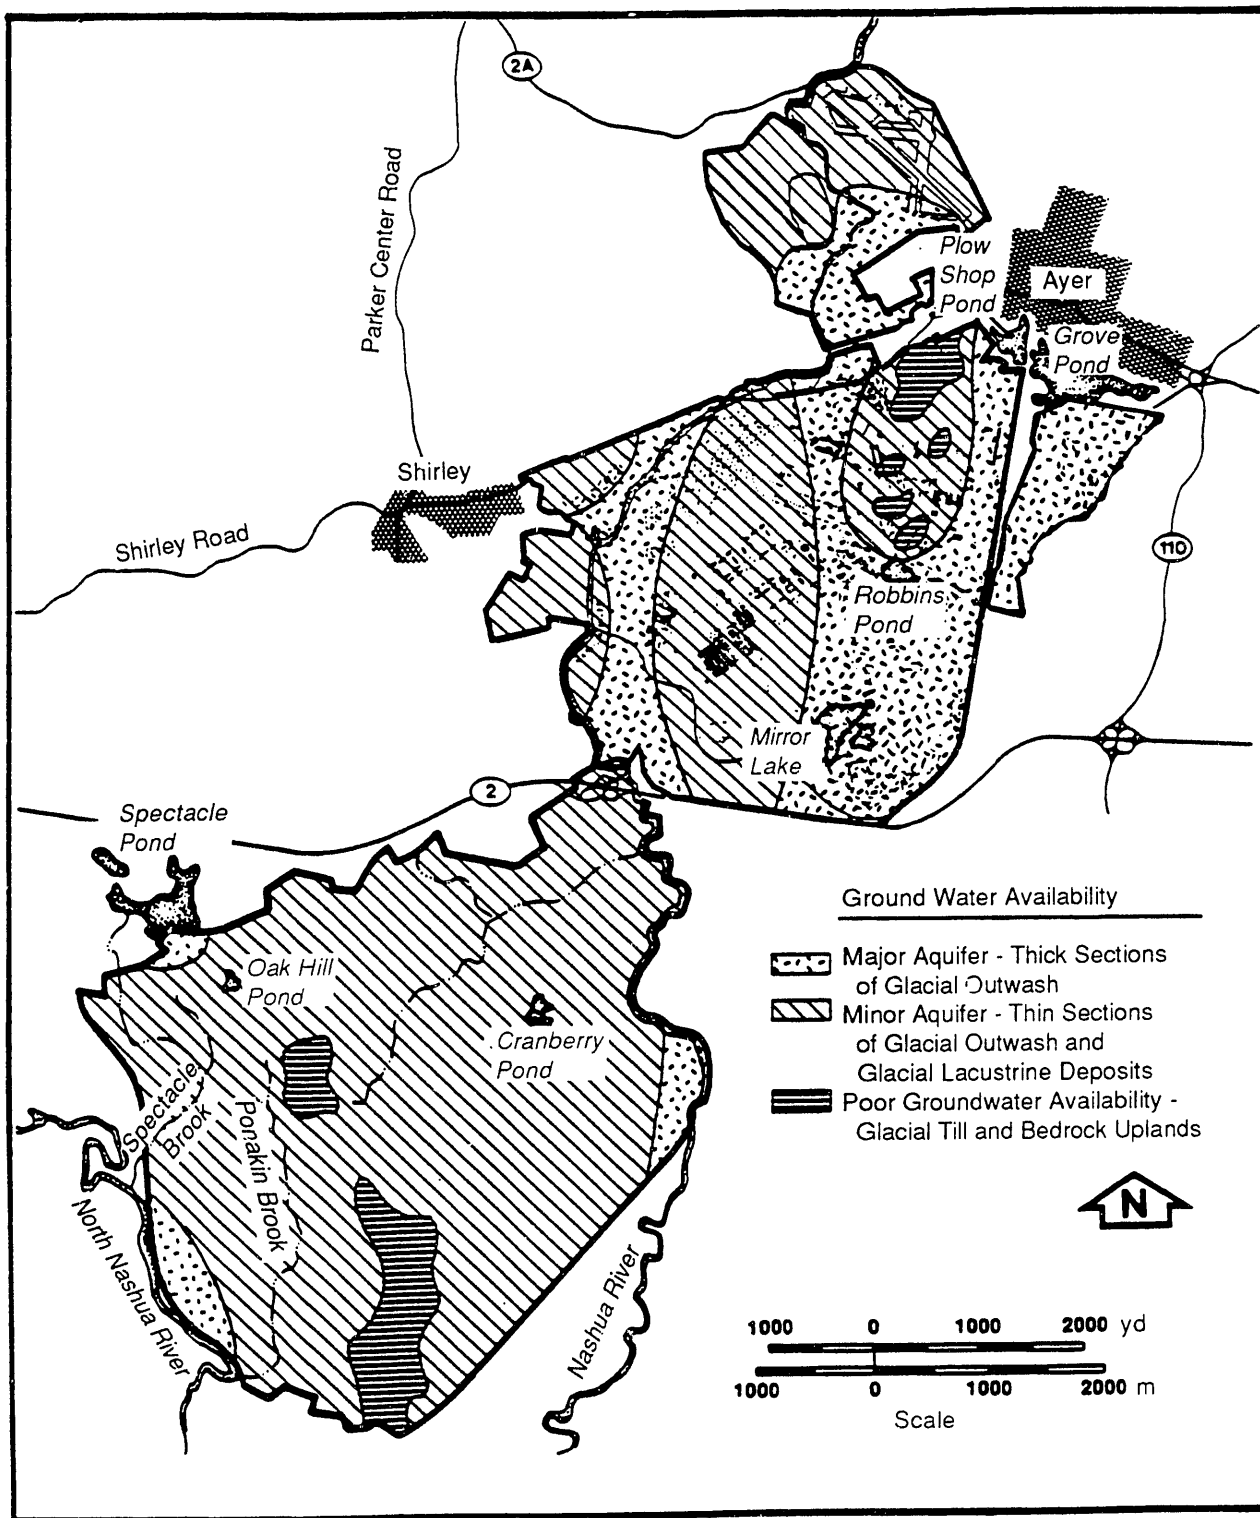 2A
Parker Center Road
Plow
Shop
Pond
Ayer
Grove
Pond
Shirley
Shirley Road
110
Robbins
Pond
Mirror
Lake
2
Spectacle
Pond
Oak Hill
Pond
Cranberry
Pond
Spectacle
Brook
Ponakin Brook
North Nashua River
Nashua River
Ground Water Availability
Major Aquifer - Thick Sections
of Glacial Outwash
Minor Aquifer - Thin Sections
of Glacial Outwash and
Glacial Lacustrine Deposits
Poor Groundwater Availability -
Glacial Till and Bedrock Uplands
N
1000 0 1000 2000 yd
1000 0 1000 2000 m
Scale